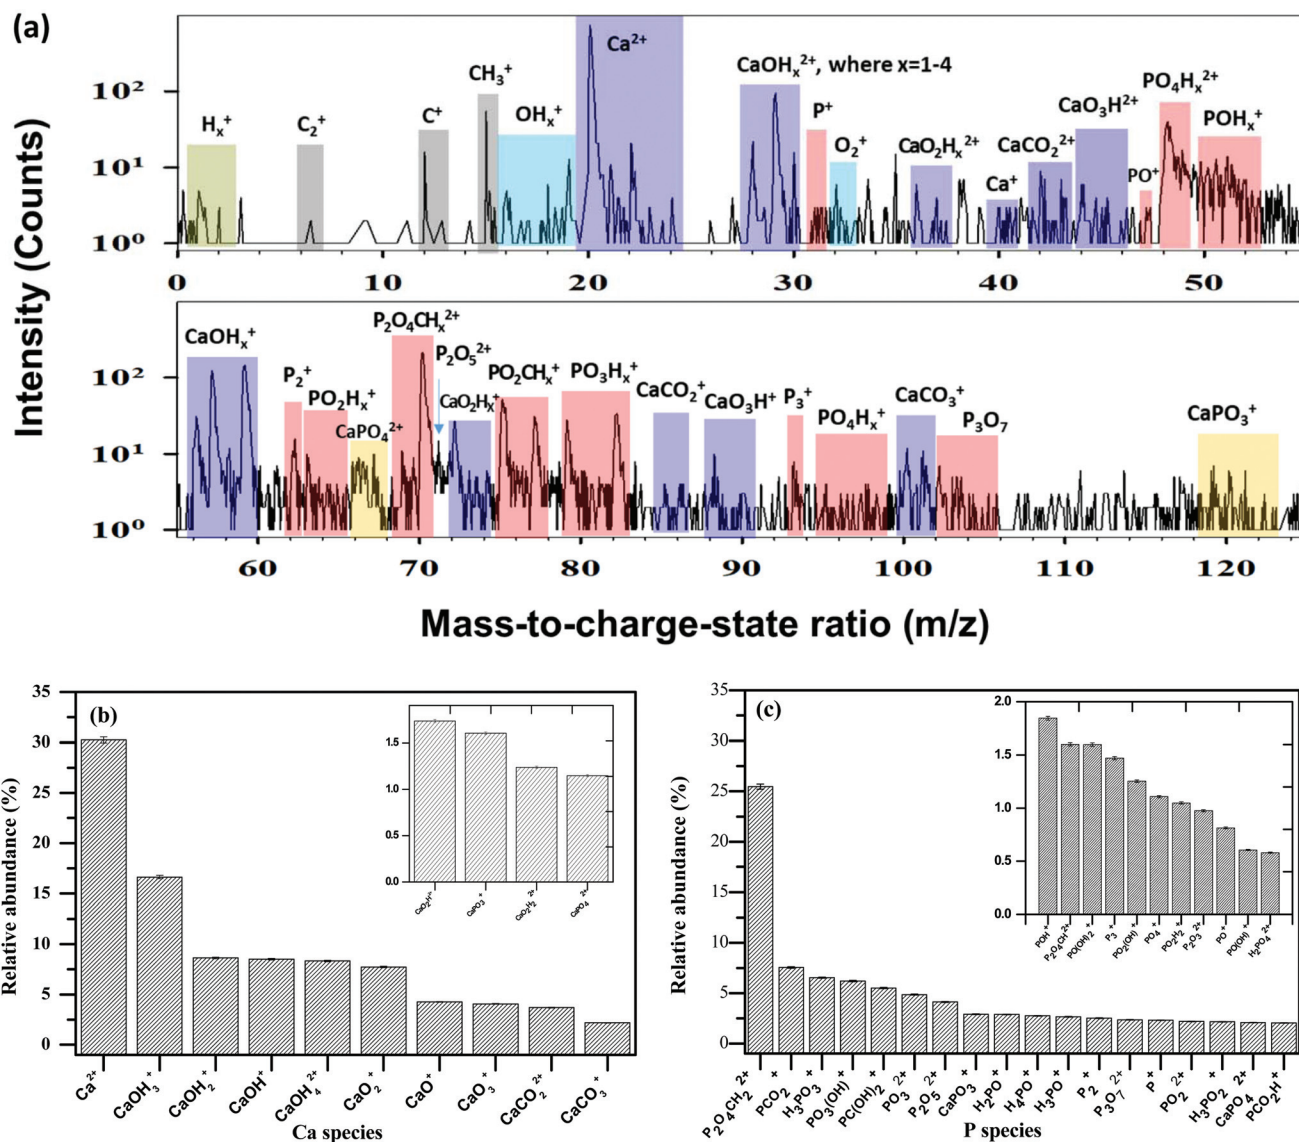 (a)
Intensity (Counts)
10²
10¹
10⁰
Hₓ⁺
C₂⁺
C⁺
CH₃⁺
OHₓ⁺
Ca²⁺
CaOHₓ²⁺, where x=1-4
P⁺
O₂⁺
CaO₂Hₓ²⁺
Ca⁺
CaCO₂²⁺
CaO₃H²⁺
PO⁺
PO₄Hₓ²⁺
POHₓ⁺
0 10 20 30 40 50
10²
10¹
10⁰
CaOHₓ⁺
P₂⁺
PO₂Hₓ⁺
CaPO₄²⁺
P₂O₄CHₓ²⁺
P₂O₅²⁺
CaO₂Hₓ⁺
PO₂CHₓ⁺
PO₃Hₓ⁺
CaCO₂⁺
CaO₃H⁺
P₃⁺
PO₄Hₓ⁺
CaCO₃⁺
P₃O₇
CaPO₃⁺
60 70 80 90 100 110 120
Mass-to-charge-state ratio (m/z)
(b)
Relative abundance (%)
35
30
25
20
15
10
5
0
Ca²⁺
CaOH₃⁺
CaOH₂⁺
CaOH⁺
CaOH₄²⁺
CaO₂⁺
CaO⁺
CaO₃⁺
CaCO₂²⁺
CaCO₃⁺
Ca species
1.5
1.0
0.5
0.0
CaPO₃⁺
CaO₂H₂²⁺
CaPO₄²⁺
(c)
Relative abundance (%)
35
30
25
20
15
10
5
0
P₂O₄CH₂²⁺
PCO₂⁺
H₃PO₃⁺
PO₃(OH)⁺
PC(OH)₂⁺
PO₃²⁺
P₂O₅²⁺
CaPO₃⁺
H₂PO⁺
H₄PO⁺
H₃PO⁺
P₂⁺
P₃O₇²⁺
P⁺
PO₂²⁺
H₃PO₂⁺
CaPO₄²⁺
PCO₂H⁺
P species
2.0
1.5
1.0
0.5
0.0
POH⁺
P₂O₄CH²⁺
PO(OH)₂⁺
P₃⁺
PO₂(OH)⁺
PO₄⁺
PO₂H₂⁺
P₂O₃²⁺
PO⁺
PO(OH)⁺
H₂PO₄²⁺